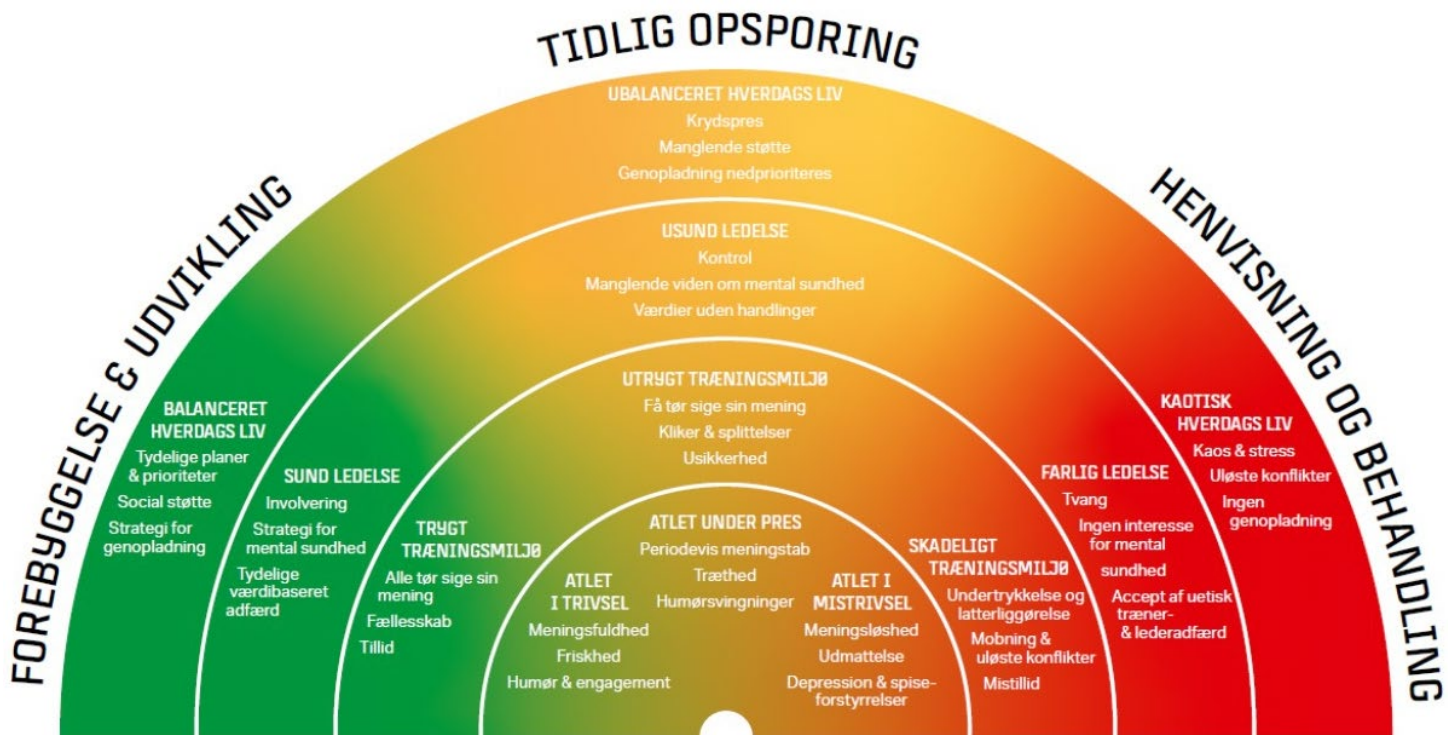 TIDLIG OPSPORING
FOREBYGGELSE & UDVIKLING
HENVISNING OG BEHANDLING
UBALANCERET HVERDAGS LIV
Krydspres
Manglende støtte
Genopladning nedprioriteres
USUND LEDELSE
Kontrol
Manglende viden om mental sundhed
Værdier uden handlinger
UTRYGT TRÆNINGSMILJØ
Få tør sige sin mening
Kliker & splittelser
Usikkerhed
ATLET UNDER PRES
Periodevis meningstab
Træthed
Humørsvingninger
BALANCERET
HVERDAGS LIV
Tydelige planer
& prioriteter
Social støtte
Strategi for
genopladning
SUND LEDELSE
Involvering
Strategi for
mental sundhed
Tydelige
værdibaseret
adfærd
TRYGT
TRÆNINGSMILJØ
Alle tør sige sin
mening
Fællesskab
Tillid
ATLET
I TRIVSEL
Meningsfuldhed
Friskhed
Humør & engagement
ATLET I
MISTRIVSEL
Meningsløshed
Udmattelse
Depression & spise-
forstyrrelser
SKADELIGT
TRÆNINGSMILJØ
Undertrykkelse og
latterliggørelse
Mobning &
uløste konflikter
Mistillid
FARLIG LEDELSE
Tvang
Ingen interesse
for mental
sundhed
Accept af uetisk
træner-
& lederadfærd
KAOTISK
HVERDAGS LIV
Kaos & stress
Uløste konflikter
Ingen
genopladning